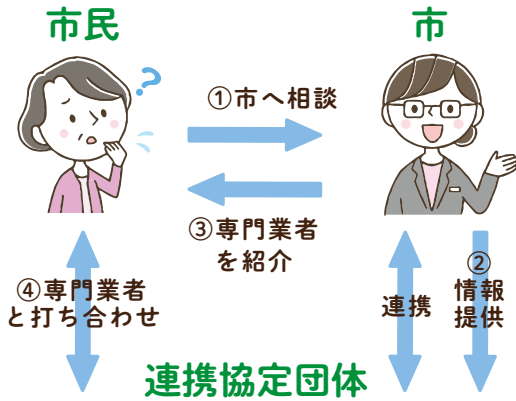 市民
市
?
①市へ相談
③専門業者
を紹介
④専門業者
と打ち合わせ
連携
②
情報
提供
連携協定団体